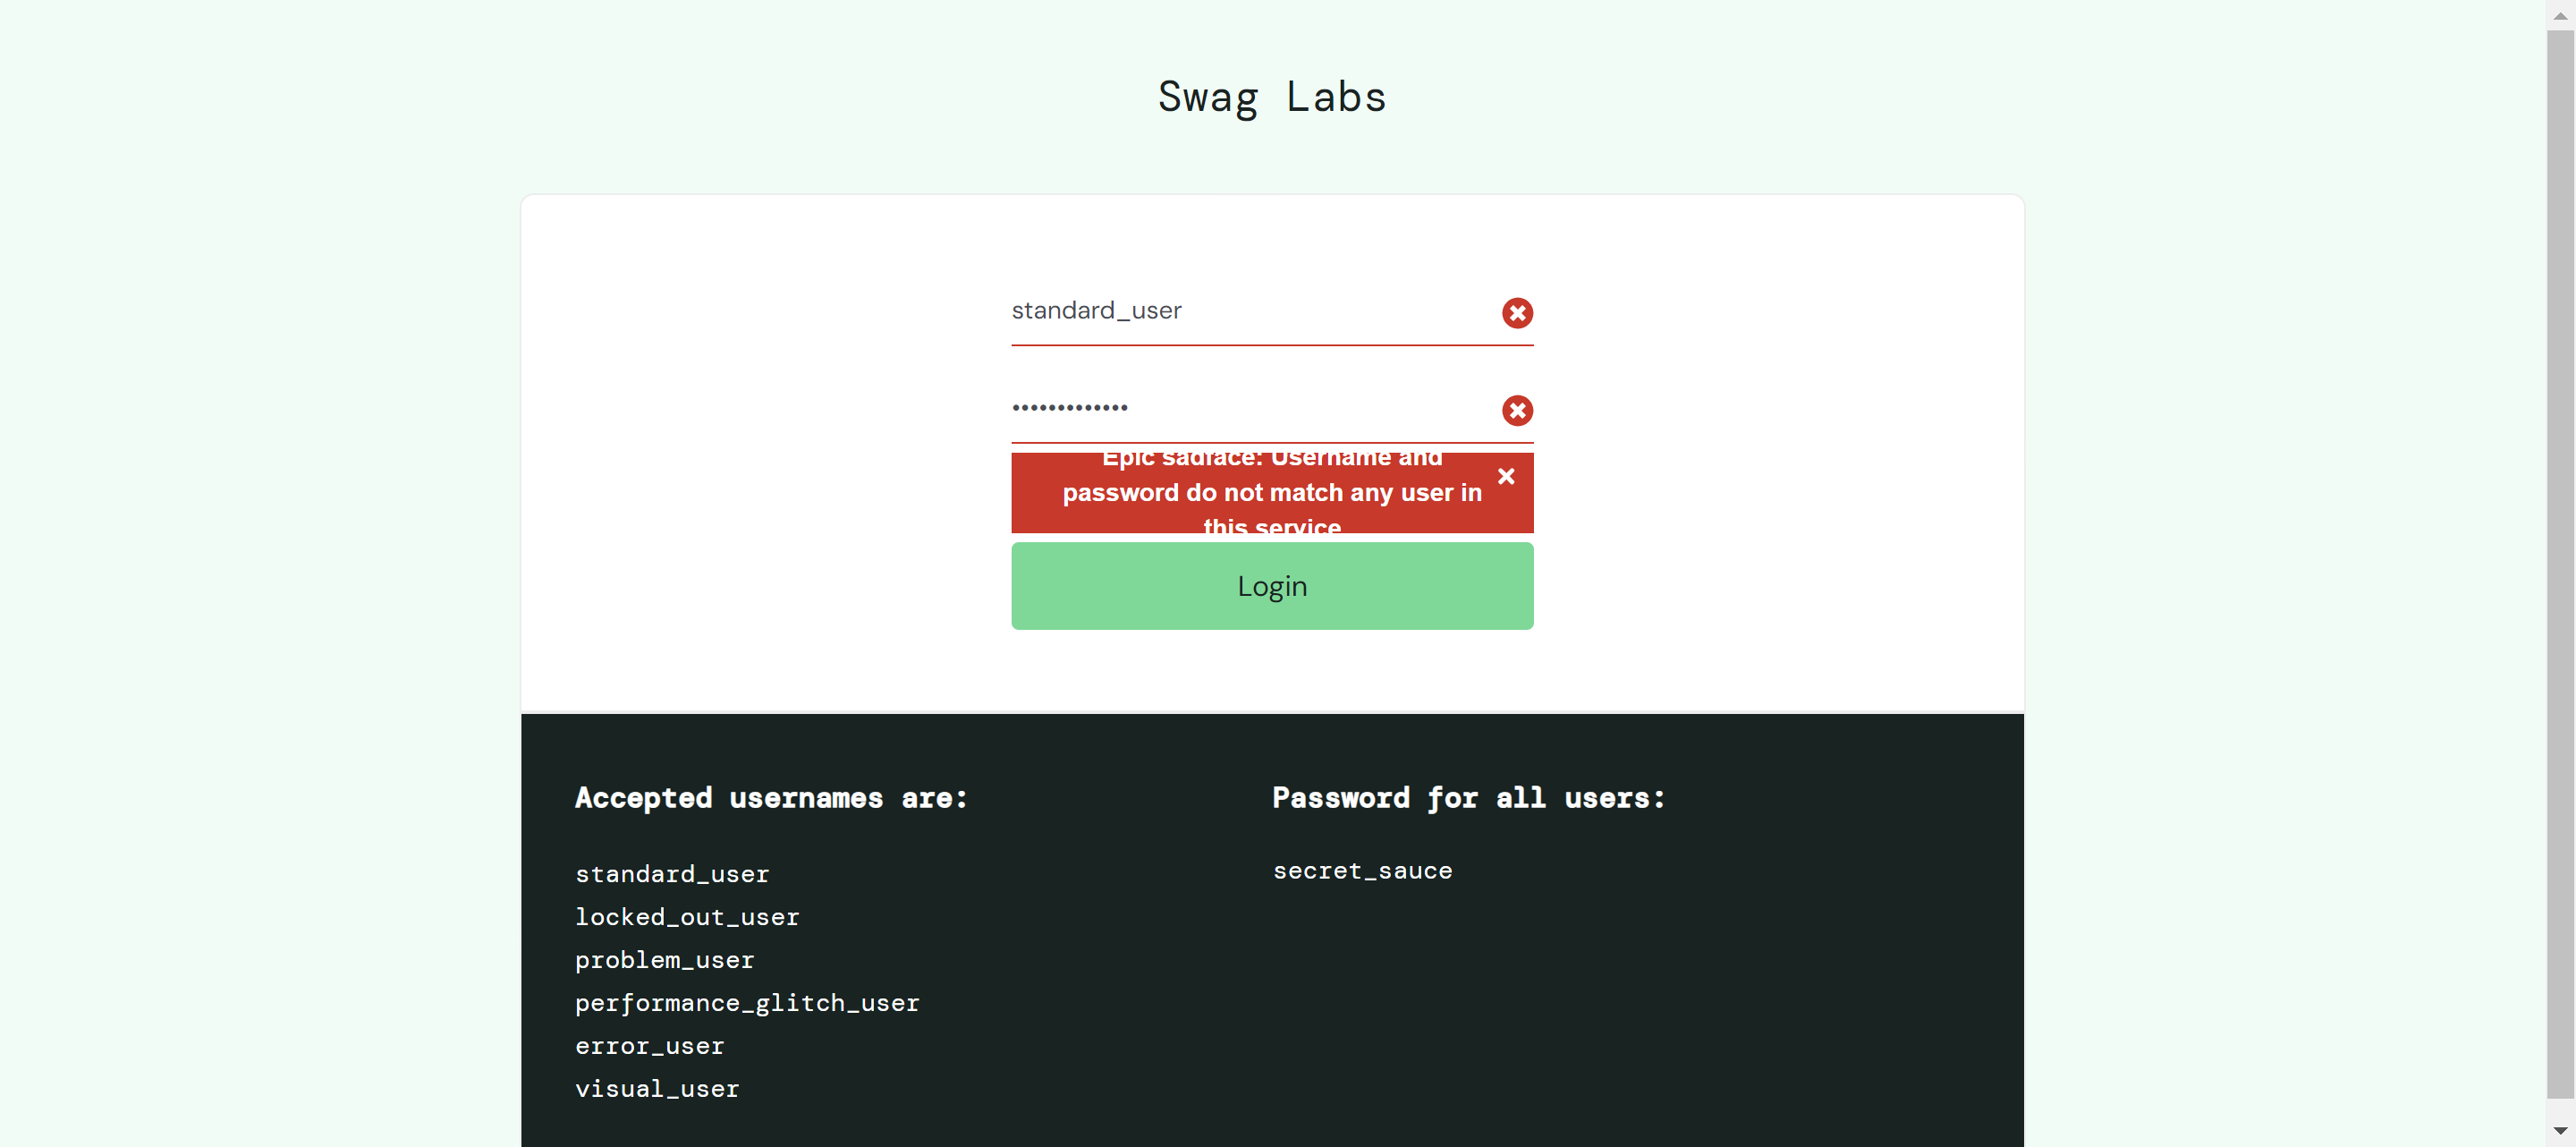 Swag Labs
standard_user
•••••••••••••
Epic sadface: Username and
password do not match any user in
this service
Login
Accepted usernames are:
standard_user
locked_out_user
problem_user
performance_glitch_user
error_user
visual_user
Password for all users:
secret_sauce